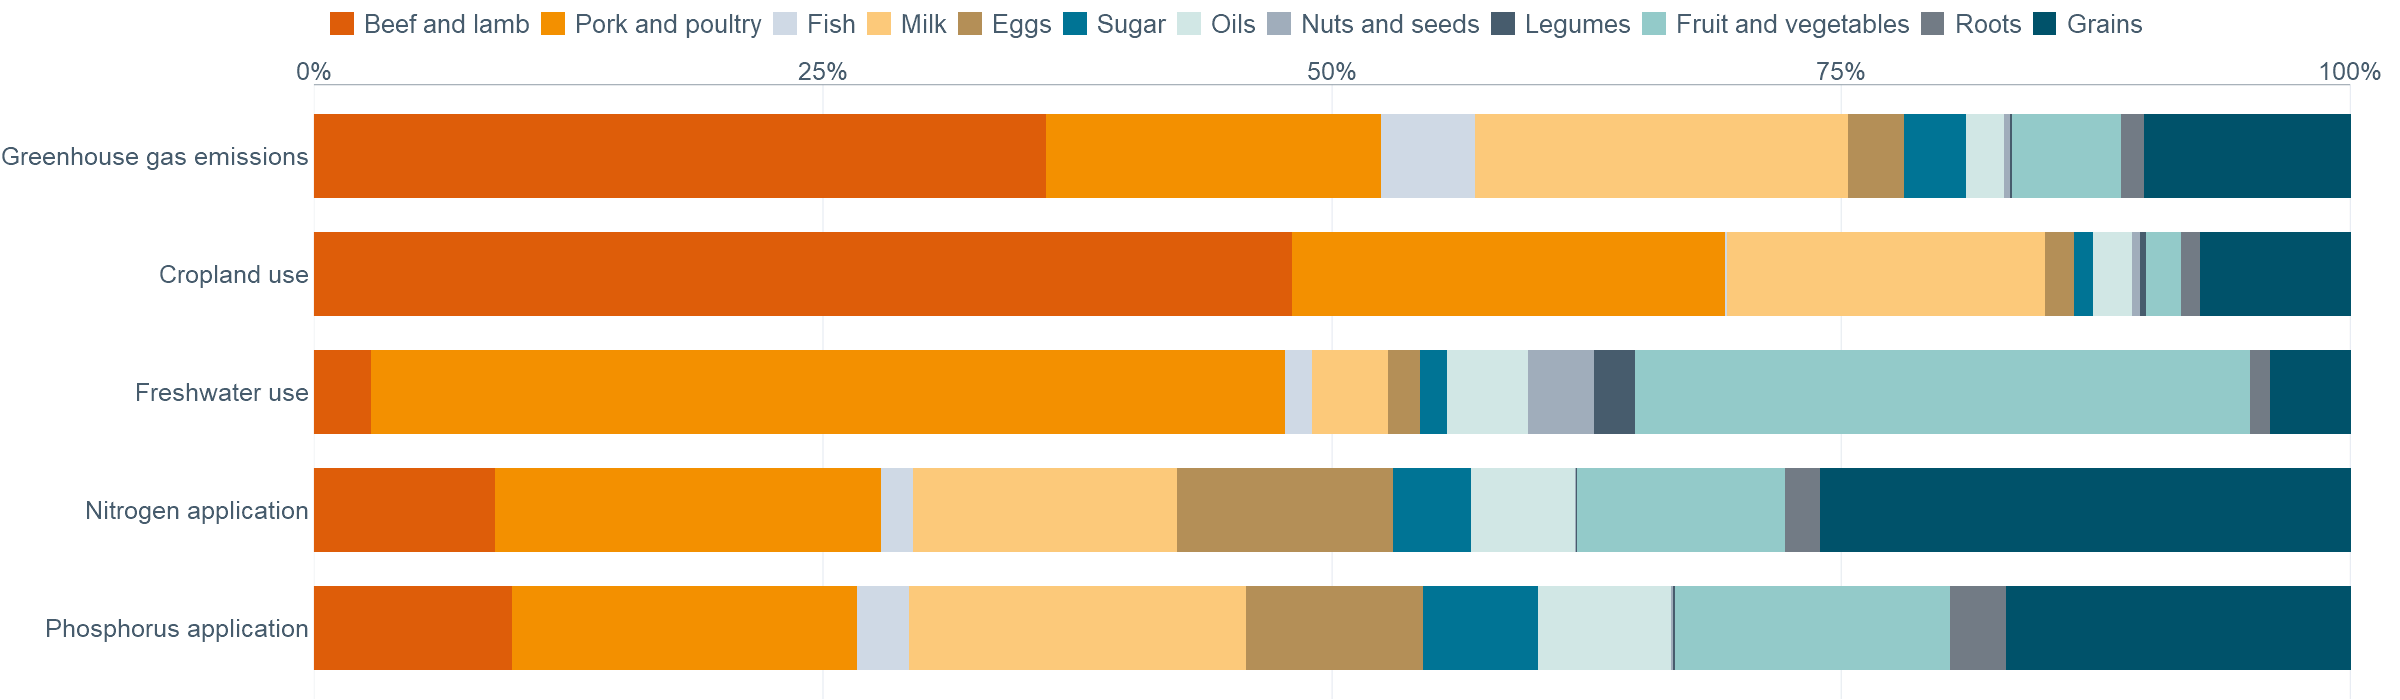 Beef and lamb Pork and poultry Fish Milk Eggs Sugar Oils Nuts and seeds Legumes Fruit and vegetables Roots Grains
0% 25% 50% 75% 100%
Greenhouse gas emissions
Cropland use
Freshwater use
Nitrogen application
Phosphorus application